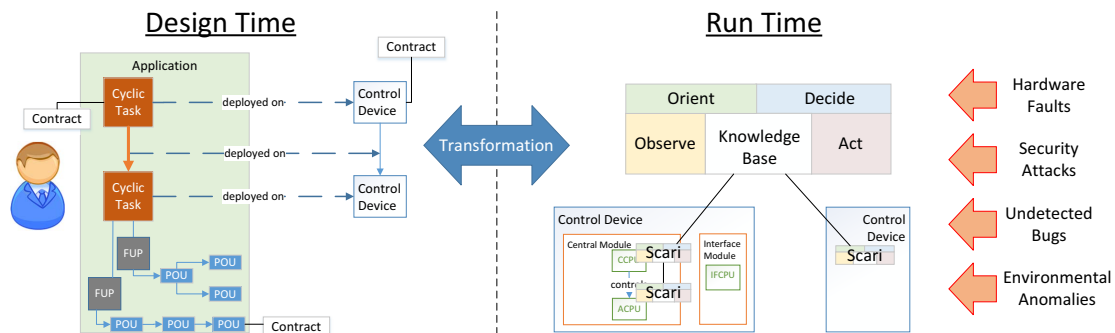 Design Time
Run Time
Application
Contract
Cyclic
Task
deployed on
Control
Device
Contract
deployed on
Cyclic
Task
deployed on
Control
Device
FUP
FUP
POU
POU
POU
POU
POU
POU
Contract
Transformation
Orient
Decide
Observe
Knowledge
Base
Act
Control Device
Central Module
CCPU
Scari
control
Scari
ACPU
Interface
Module
IFCPU
Control
Device
Scari
Hardware
Faults
Security
Attacks
Undetected
Bugs
Environmental
Anomalies